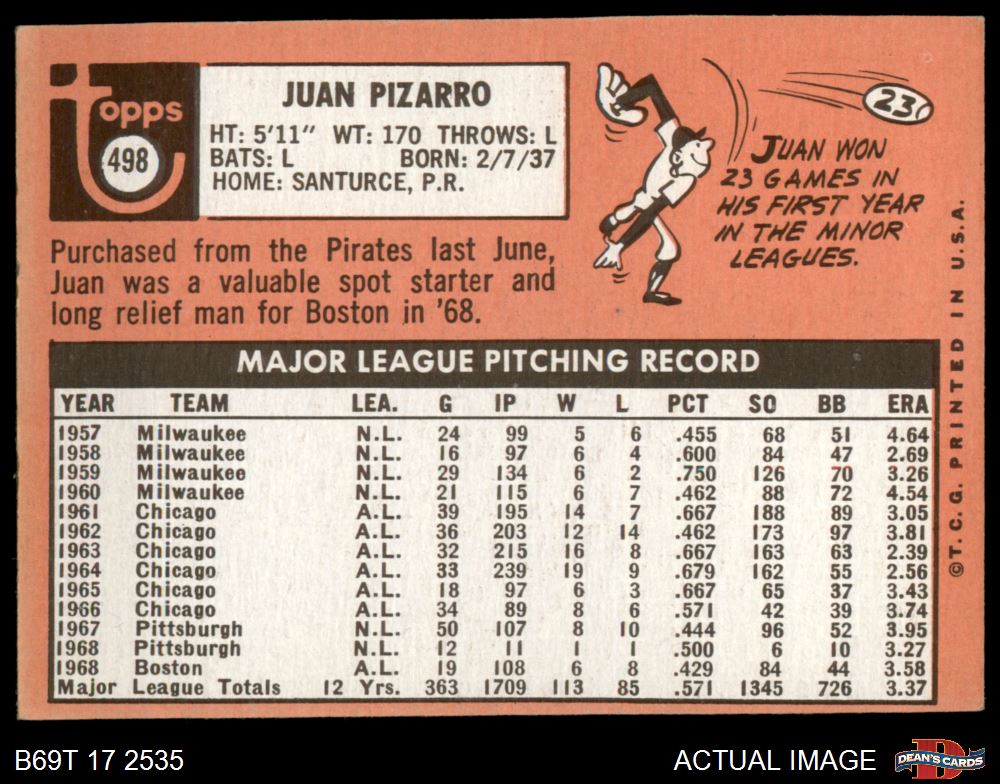 Topps
498
JUAN PIZARRO
HT: 5'11" WT: 170 THROWS: L
BATS: L BORN: 2/7/37
HOME: SANTURCE, P.R.
23
JUAN WON
23 GAMES IN
HIS FIRST YEAR
IN THE MINOR
LEAGUES.
Purchased from the Pirates last June,
Juan was a valuable spot starter and
long relief man for Boston in '68.
MAJOR LEAGUE PITCHING RECORD
YEAR TEAM LEA. G IP W L PCT SO BB ERA
1957 Milwaukee N.L. 24 99 5 6 .455 68 51 4.64
1958 Milwaukee N.L. 16 97 6 4 .600 84 47 2.69
1959 Milwaukee N.L. 29 134 6 2 .750 126 70 3.26
1960 Milwaukee N.L. 21 115 6 7 .462 88 72 4.54
1961 Chicago A.L. 39 195 14 7 .667 188 89 3.05
1962 Chicago A.L. 36 203 12 14 .462 173 97 3.81
1963 Chicago A.L. 32 215 16 8 .667 163 63 2.39
1964 Chicago A.L. 33 239 19 9 .679 162 55 2.56
1965 Chicago A.L. 18 97 6 3 .667 65 37 3.43
1966 Chicago A.L. 34 89 8 6 .571 42 39 3.74
1967 Pittsburgh N.L. 50 107 8 10 .444 96 52 3.95
1968 Pittsburgh N.L. 12 11 1 1 .500 6 10 3.27
1968 Boston A.L. 19 108 6 8 .429 84 44 3.58
Major League Totals 12 Yrs. 363 1709 113 85 .571 1345 726 3.37
©T.C.G. PRINTED IN U.S.A.
B69T 17 2535
ACTUAL IMAGE
DEAN'S CARDS